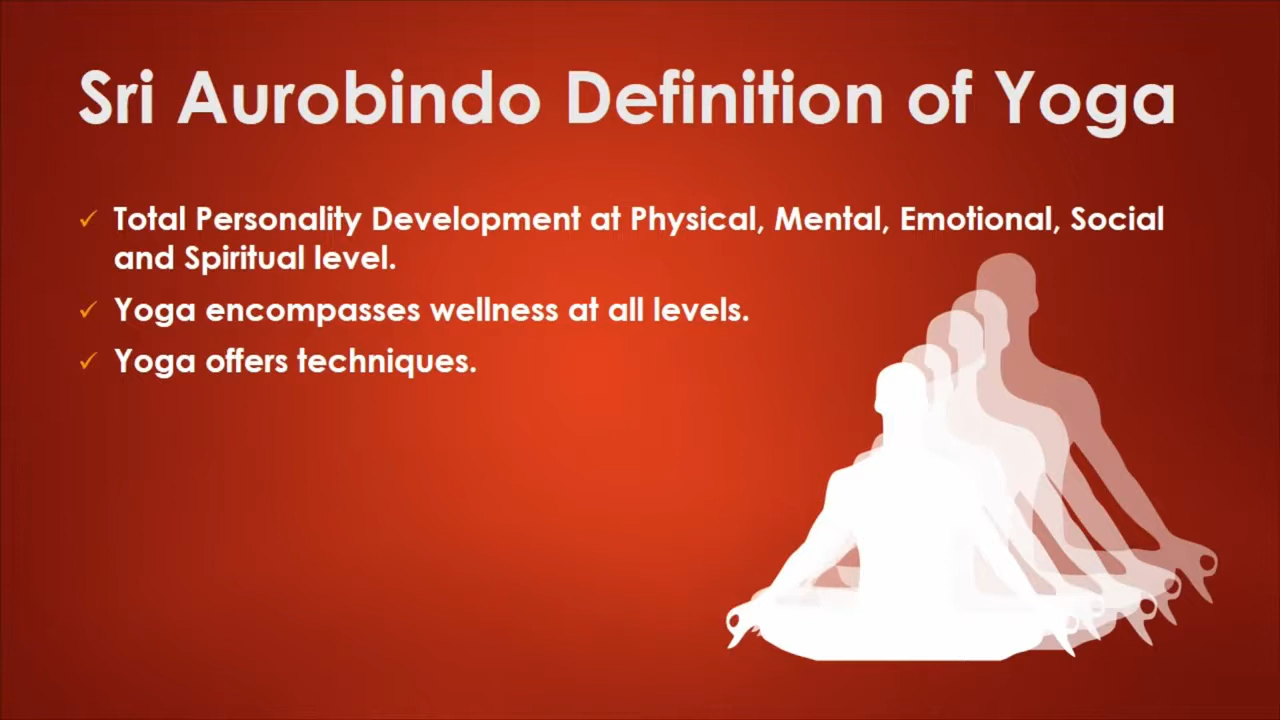 Sri Aurobindo Definition of Yoga
✓ Total Personality Development at Physical, Mental, Emotional, Social
and Spiritual level.
✓ Yoga encompasses wellness at all levels.
✓ Yoga offers techniques.